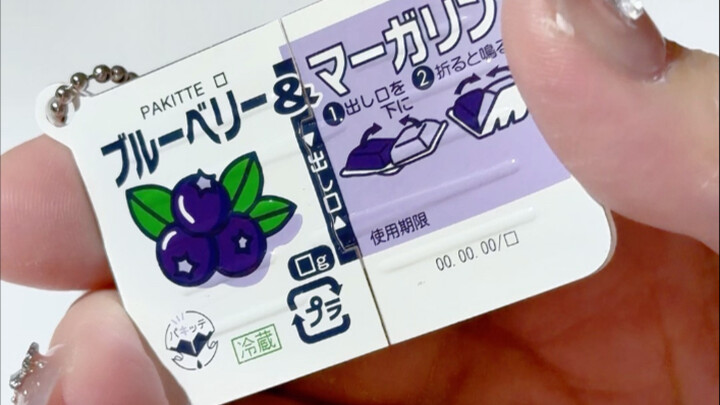 PAKITTE □
ブルーベリー&
マーガリン
1 出し口を
下に
2 折ると鳴る
▼出し口▲
□g
プラ
パキッテ
冷蔵
使用期限
00.00.00/□